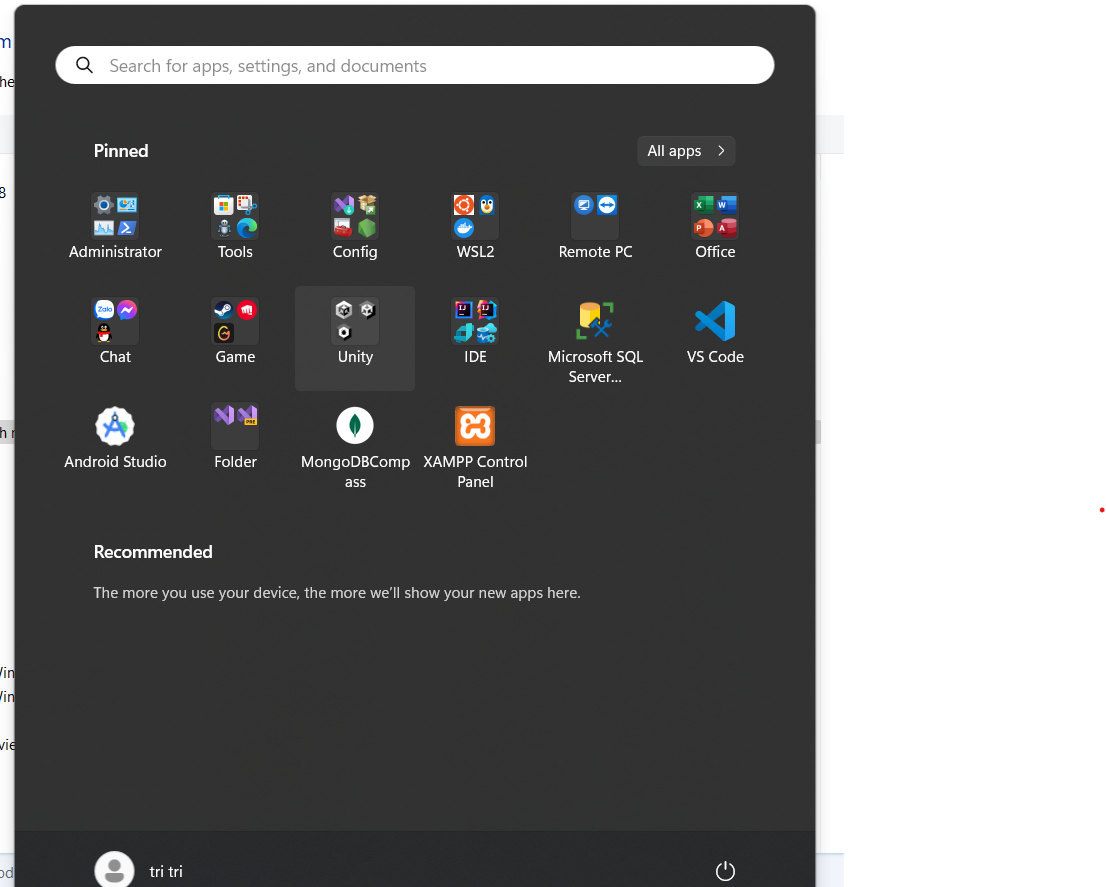 Search for apps, settings, and documents
Pinned
All apps
Administrator
Tools
Config
WSL2
Remote PC
Office
Chat
Game
Unity
IDE
Microsoft SQL
Server...
VS Code
Android Studio
Folder
MongoDBComp
ass
XAMPP Control
Panel
Recommended
The more you use your device, the more we'll show your new apps here.
tri tri